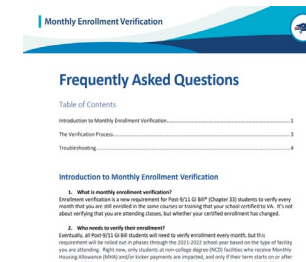 Monthly Enrollment Verification
Frequently Asked Questions
Table of Contents
Introduction to Monthly Enrollment Verification 1
The Verification Process 3
Troubleshooting 4
Introduction to Monthly Enrollment Verification
1. What is monthly enrollment verification?
Enrollment verification is a new requirement for Post-9/11 GI Bill® (Chapter 33) students to verify every
month that you are still enrolled in the same courses or training that your school certified to VA. It's not
about verifying that you are attending classes, but whether your certified enrollment has changed.
2. Who needs to verify their enrollment?
Eventually, all Post-9/11 GI Bill students will need to verify enrollment every month, but this
requirement will be rolled out in phases through the 2021-2022 school year based on the type of facility
you are attending. Right now, only students at non-college degree (NCD) facilities who receive Monthly
Housing Allowance (MHA) and/or kicker payments are impacted, and only if their term starts on or after